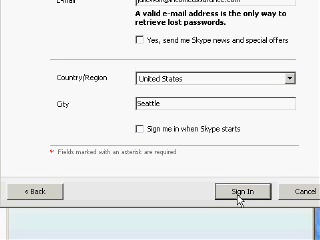 E-mail
A valid e-mail address is the only way to
retrieve lost passwords.
Yes, send me Skype news and special offers
Country/Region
United States
City
Seattle
Sign me in when Skype starts
* Fields marked with an asterisk are required
« Back
Sign In
Cancel